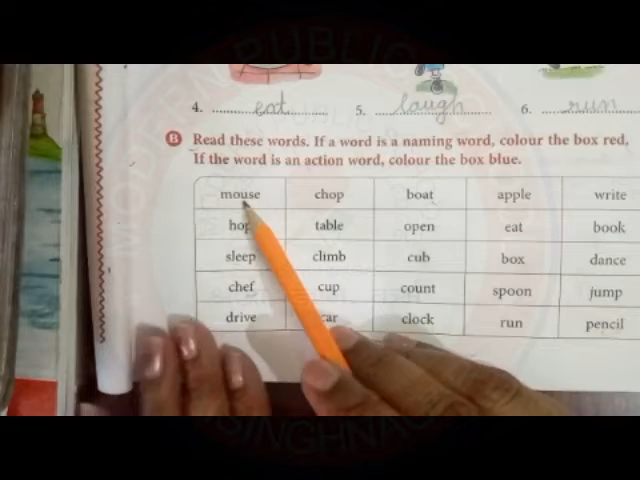 4. eat 5. laugh 6. run
B Read these words. If a word is a naming word, colour the box red.
If the word is an action word, colour the box blue.
mouse chop boat apple write
hop table open eat book
sleep climb cub box dance
chef cup count spoon jump
drive car clock run pencil